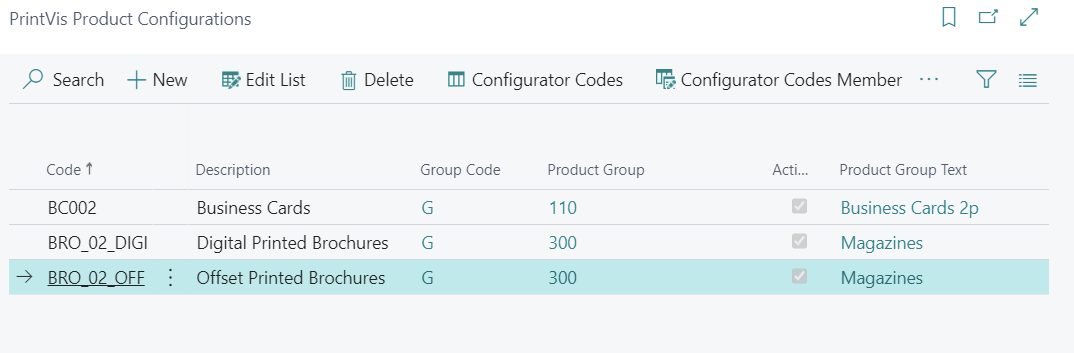 PrintVis Product Configurations
Search New Edit List Delete Configurator Codes Configurator Codes Member ...
Code ↑ Description Group Code Product Group Acti... Product Group Text
BC002 Business Cards G 110 Business Cards 2p
BRO_02_DIGI Digital Printed Brochures G 300 Magazines
BRO_02_OFF Offset Printed Brochures G 300 Magazines